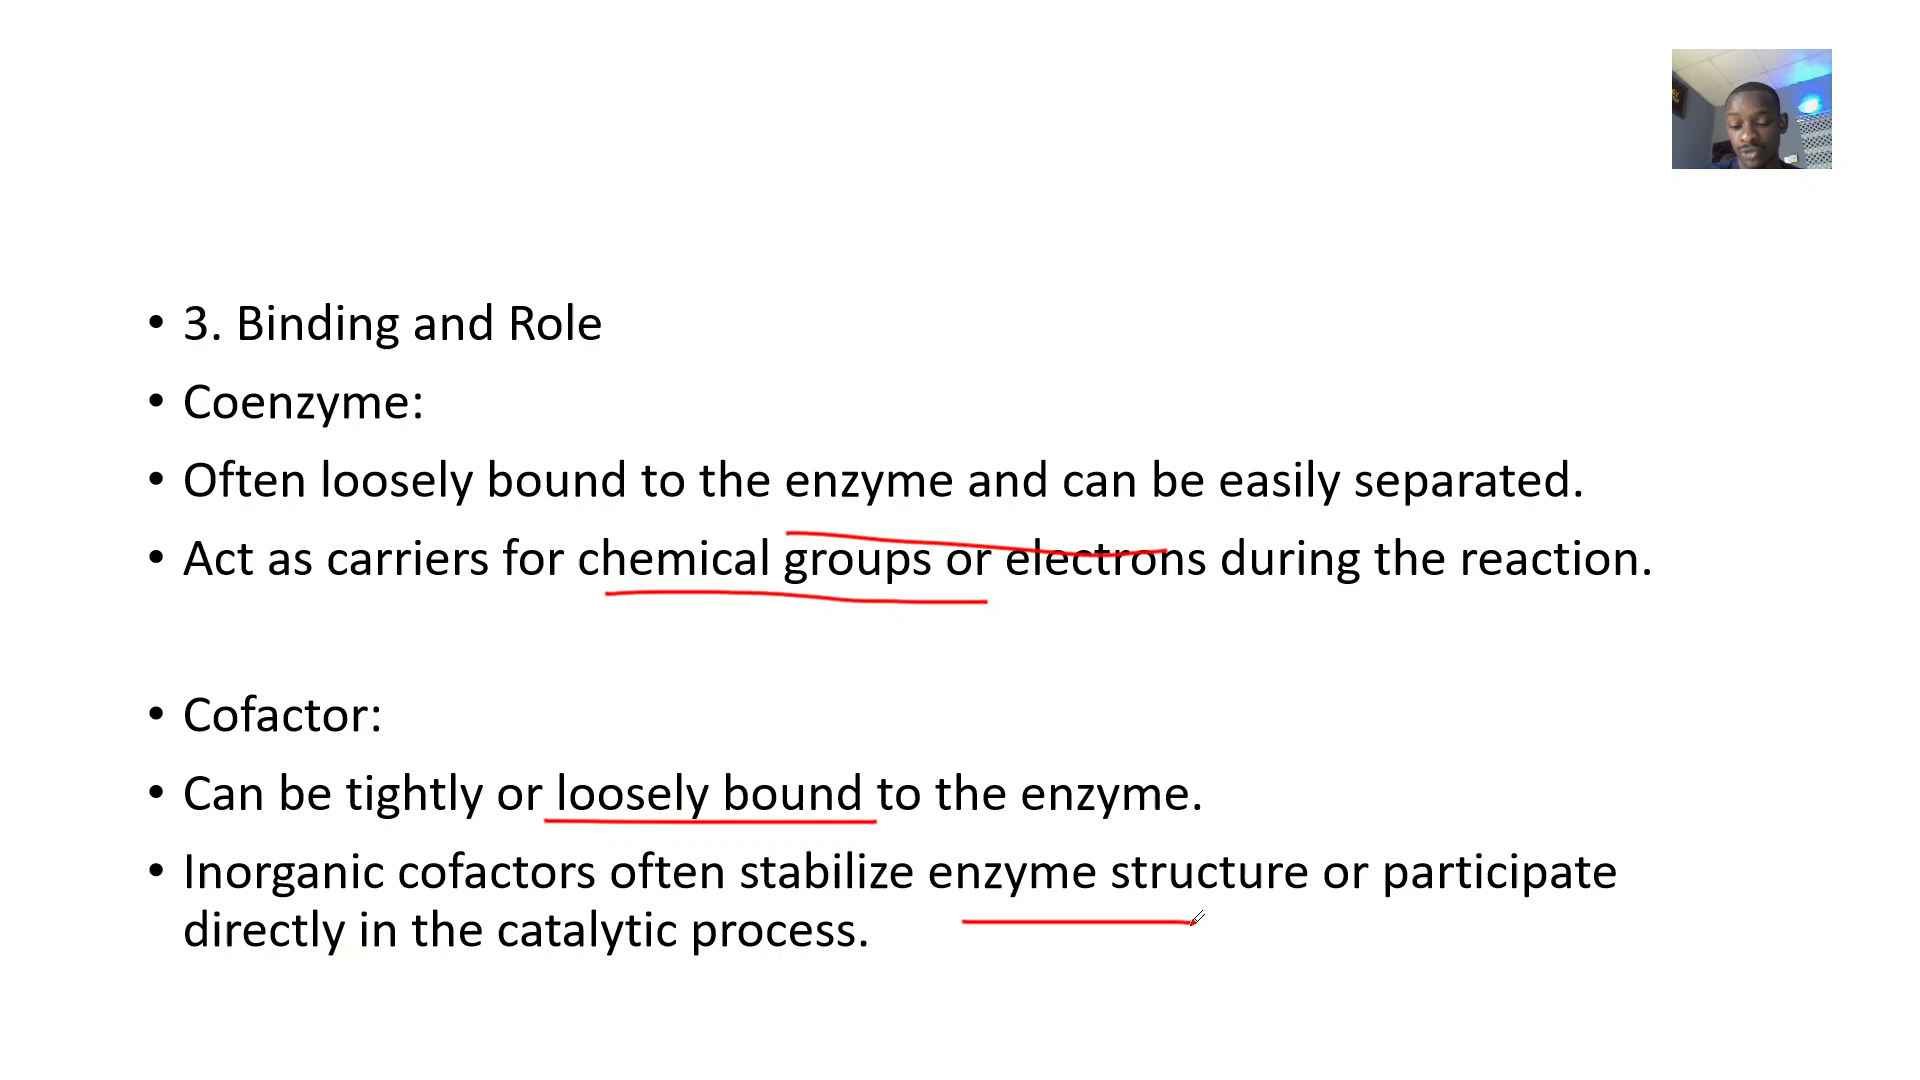 • 3. Binding and Role
• Coenzyme:
• Often loosely bound to the enzyme and can be easily separated.
• Act as carriers for chemical groups or electrons during the reaction.
• Cofactor:
• Can be tightly or loosely bound to the enzyme.
• Inorganic cofactors often stabilize enzyme structure or participate
directly in the catalytic process.